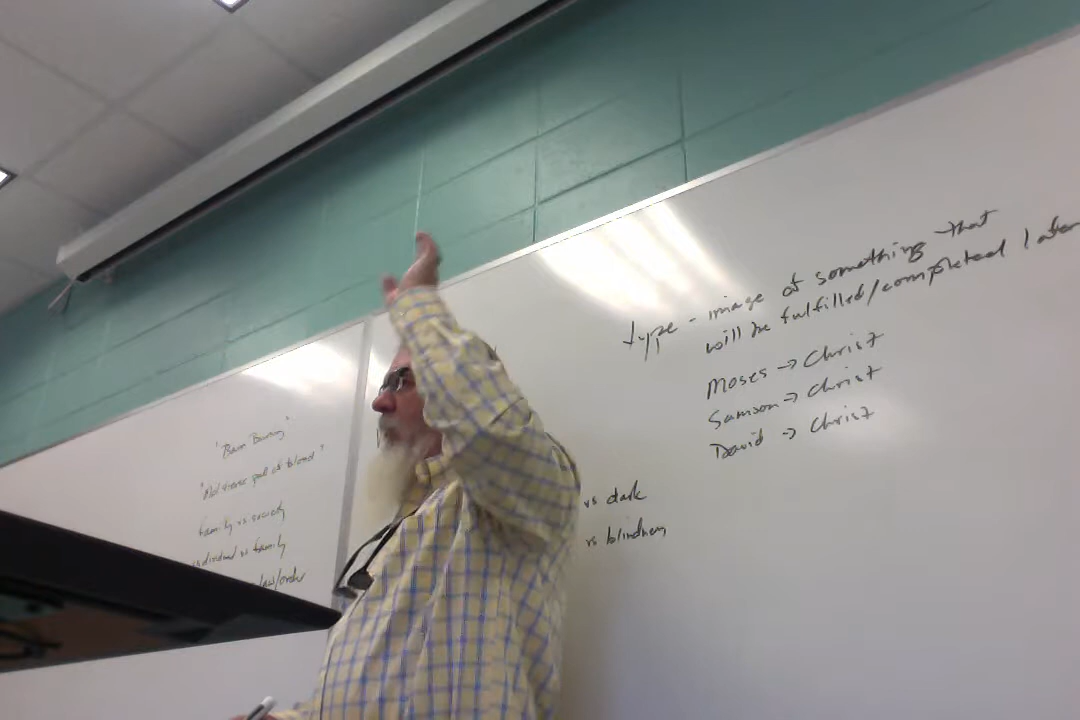 "Barn Burning"
"Old fierce pull of blood"
family vs society
vs family
law/order
type - image of something that
will be fulfilled/completed later
Moses → Christ
Samson → Christ
David → Christ
vs dark
vs blindness